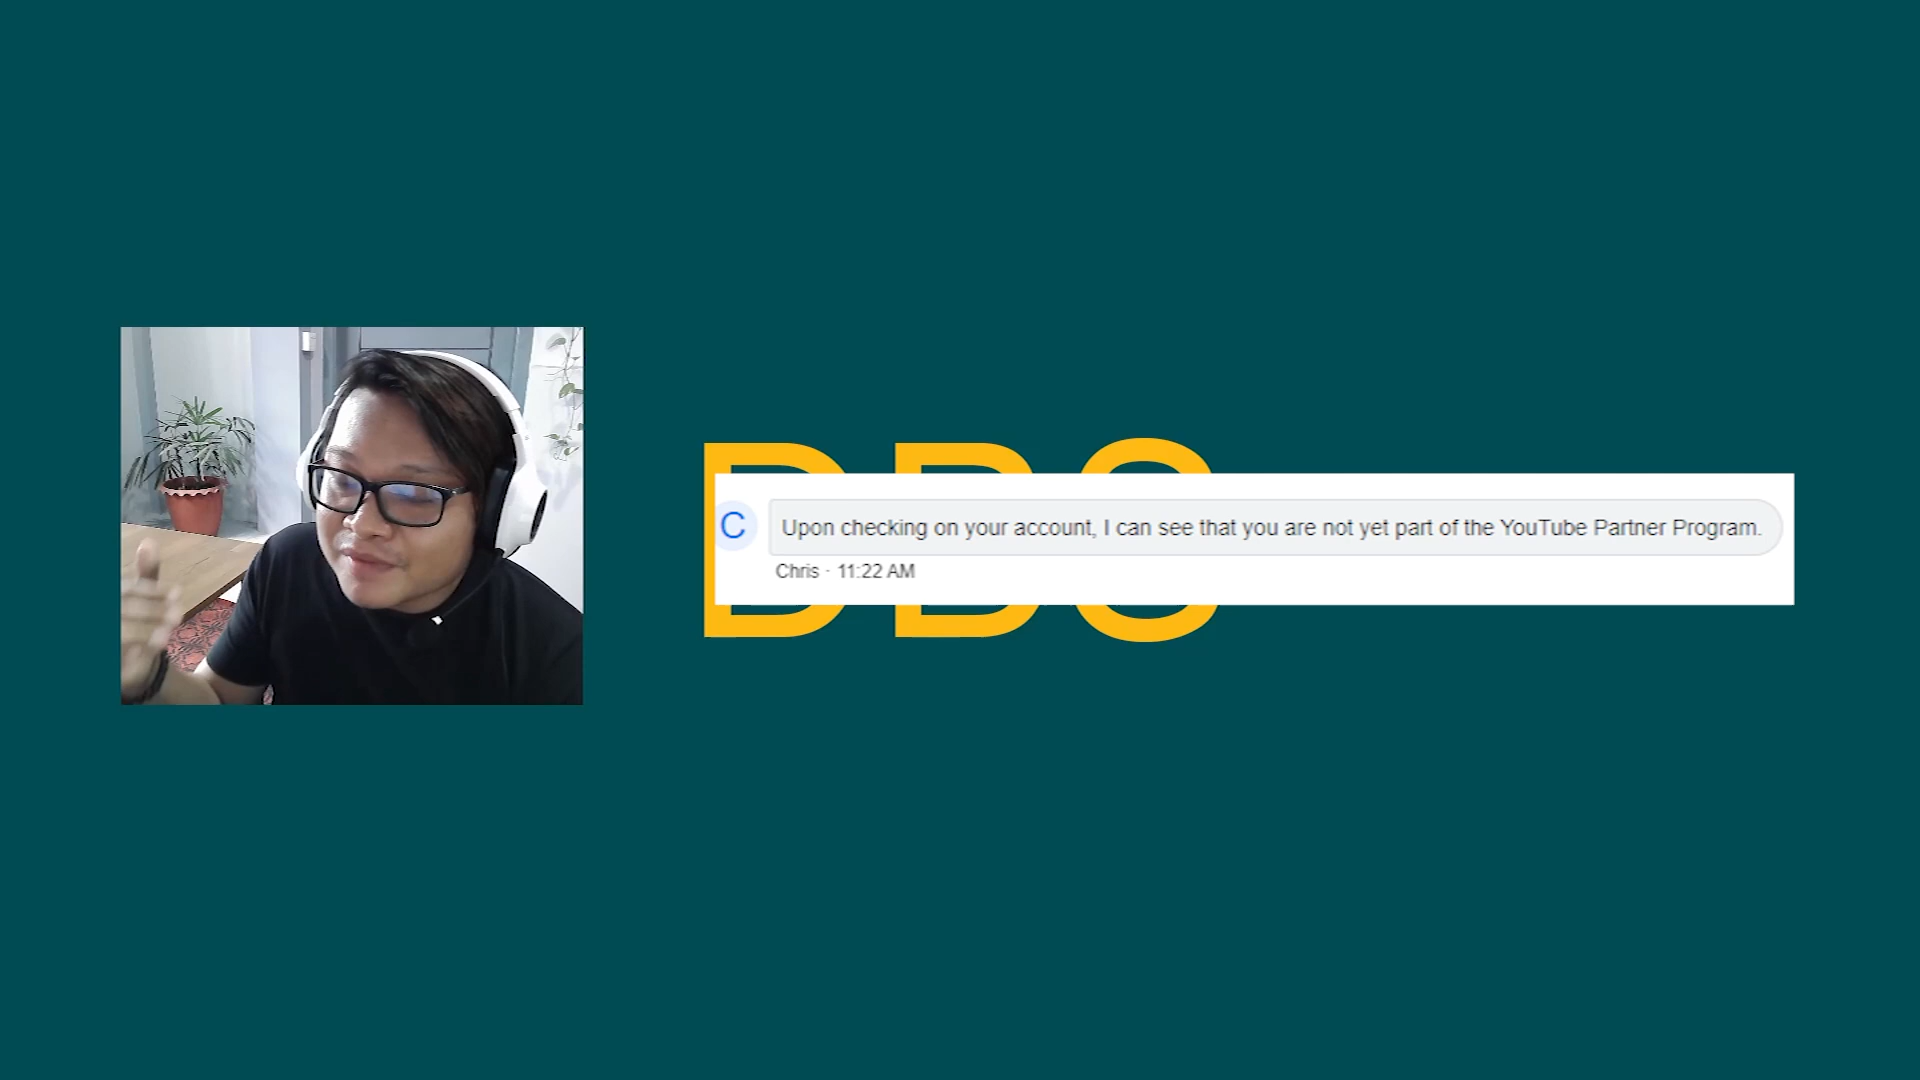 C
Upon checking on your account, I can see that you are not yet part of the YouTube Partner Program.
Chris · 11:22 AM